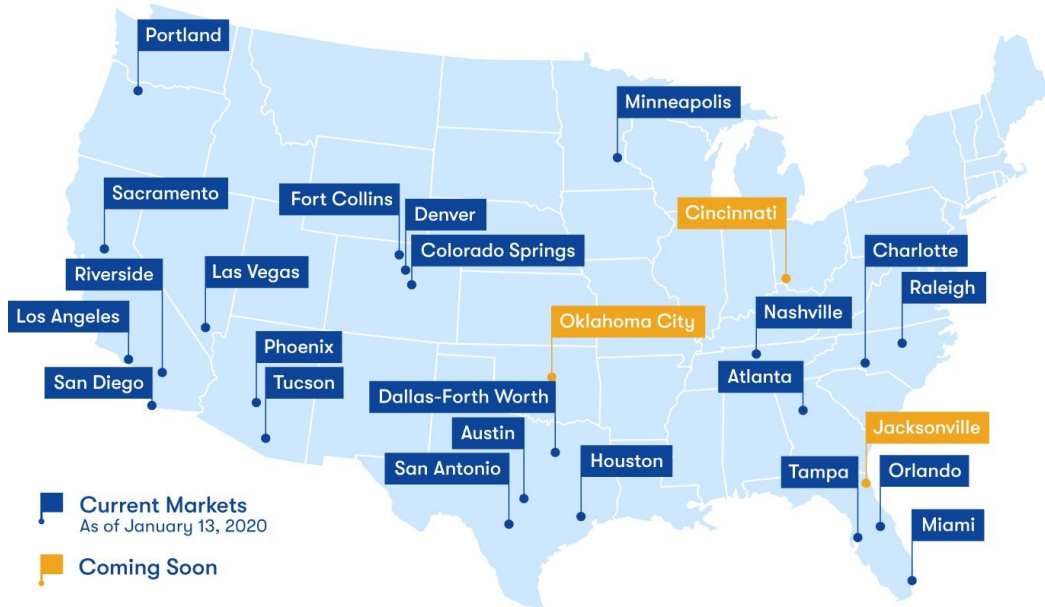 Portland
Minneapolis
Sacramento
Fort Collins
Denver
Cincinnati
Colorado Springs
Charlotte
Riverside
Las Vegas
Raleigh
Los Angeles
Oklahoma City
Nashville
Phoenix
San Diego
Tucson
Atlanta
Dallas-Forth Worth
Austin
Jacksonville
San Antonio
Houston
Tampa
Orlando
Current Markets
As of January 13, 2020
Miami
Coming Soon